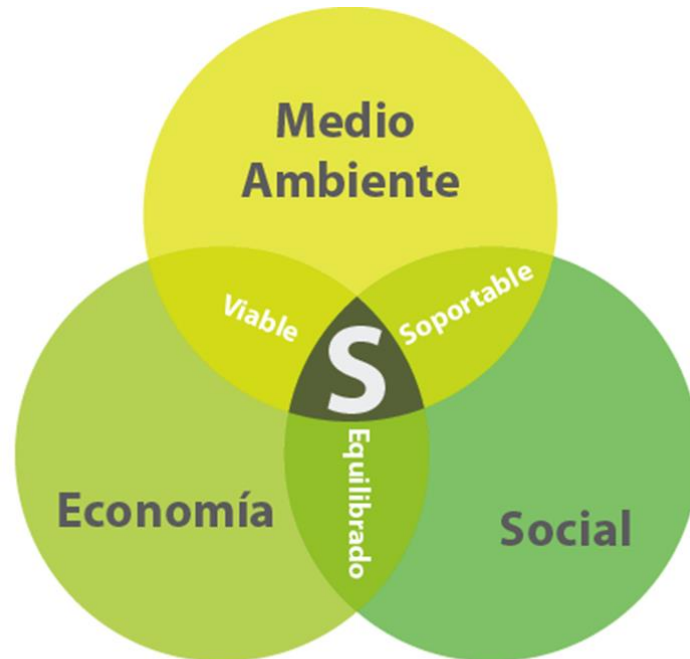 Medio
Ambiente
Viable
Soportable
S
Equilibrado
Economía
Social